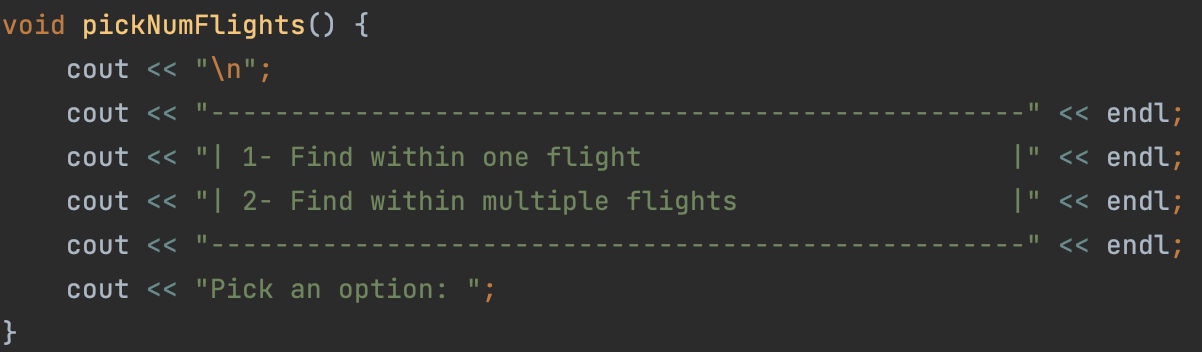 void pickNumFlights() {
    cout << "\n";
    cout << "---------------------------------------------------" << endl;
    cout << "| 1- Find within one flight                       |" << endl;
    cout << "| 2- Find within multiple flights                 |" << endl;
    cout << "---------------------------------------------------" << endl;
    cout << "Pick an option: ";
}